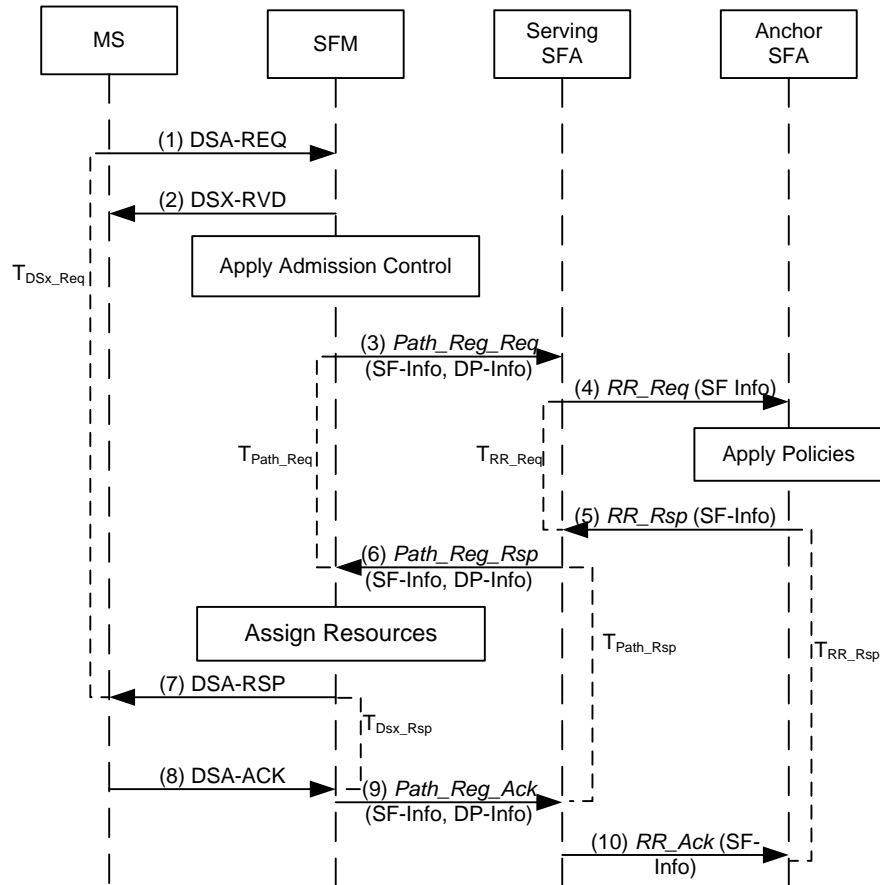 MS
SFM
Serving
SFA
Anchor
SFA
(1) DSA-REQ
(2) DSX-RVD
Apply Admission Control
TDSx_Req
(3) Path_Reg_Req
(SF-Info, DP-Info)
(4) RR_Req (SF Info)
TPath_Req
TRR_Req
Apply Policies
(5) RR_Rsp (SF-Info)
(6) Path_Reg_Rsp
(SF-Info, DP-Info)
Assign Resources
TPath_Rsp
TRR_Rsp
(7) DSA-RSP
TDsx_Rsp
(8) DSA-ACK
(9) Path_Reg_Ack
(SF-Info, DP-Info)
(10) RR_Ack (SF-
Info)